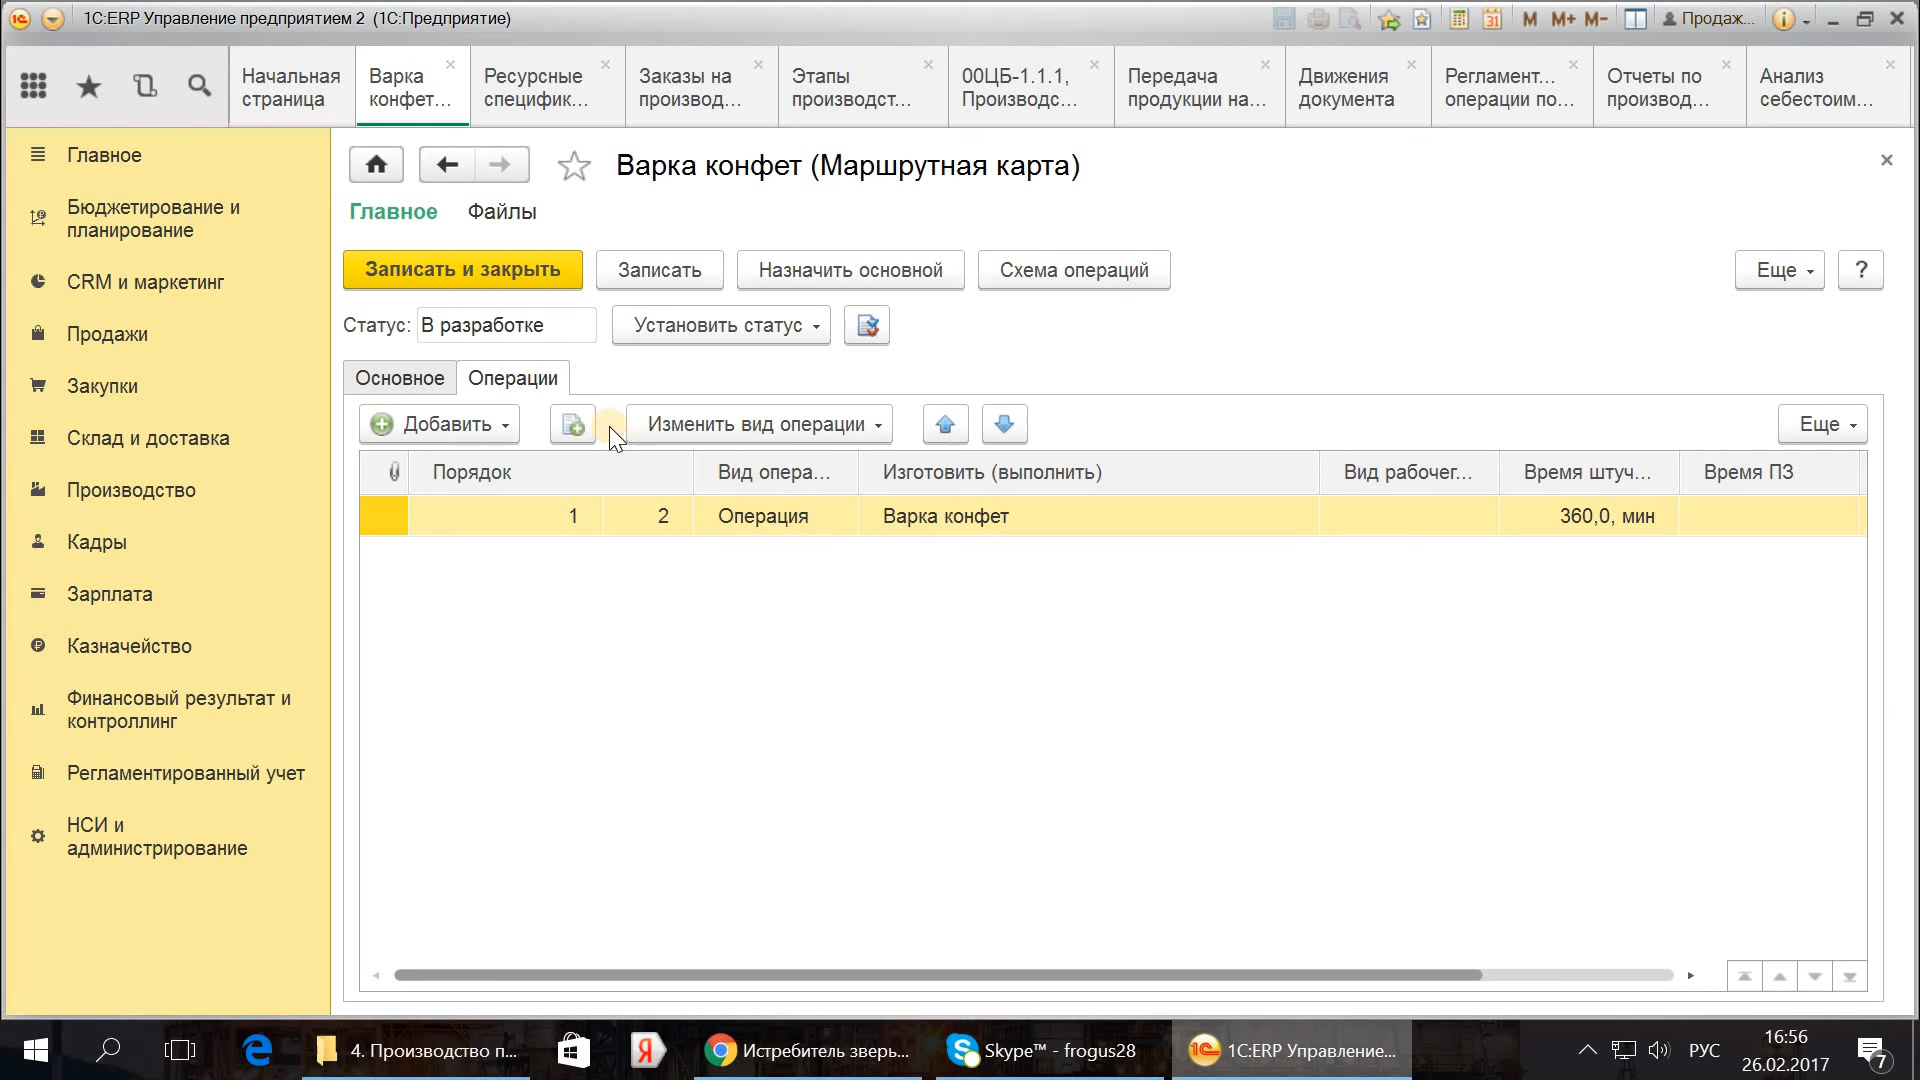 1С:ERP Управление предприятием 2 (1С:Предприятие)
M M+ M- Продаж...
Начальная страница
Варка конфет...
Ресурсные специфик...
Заказы на производ...
Этапы производст...
00ЦБ-1.1.1, Производс...
Передача продукции на...
Движения документа
Регламент... операции по...
Отчеты по производ...
Анализ себестоим...
Главное
Бюджетирование и
планирование
CRM и маркетинг
Продажи
Закупки
Склад и доставка
Производство
Кадры
Зарплата
Казначейство
Финансовый результат и
контроллинг
Регламентированный учет
НСИ и
администрирование
Варка конфет (Маршрутная карта)
Главное Файлы
Записать и закрыть Записать Назначить основной Схема операций Еще ?
Статус: В разработке Установить статус
Основное Операции
Добавить Изменить вид операции Еще
Порядок Вид опера... Изготовить (выполнить) Вид рабочег... Время штуч... Время ПЗ
1 2 Операция Варка конфет 360,0, мин
4. Производство п... Истребитель зверь... Skype™ - frogus28 1С:ERP Управление... РУС 16:56
26.02.2017 7